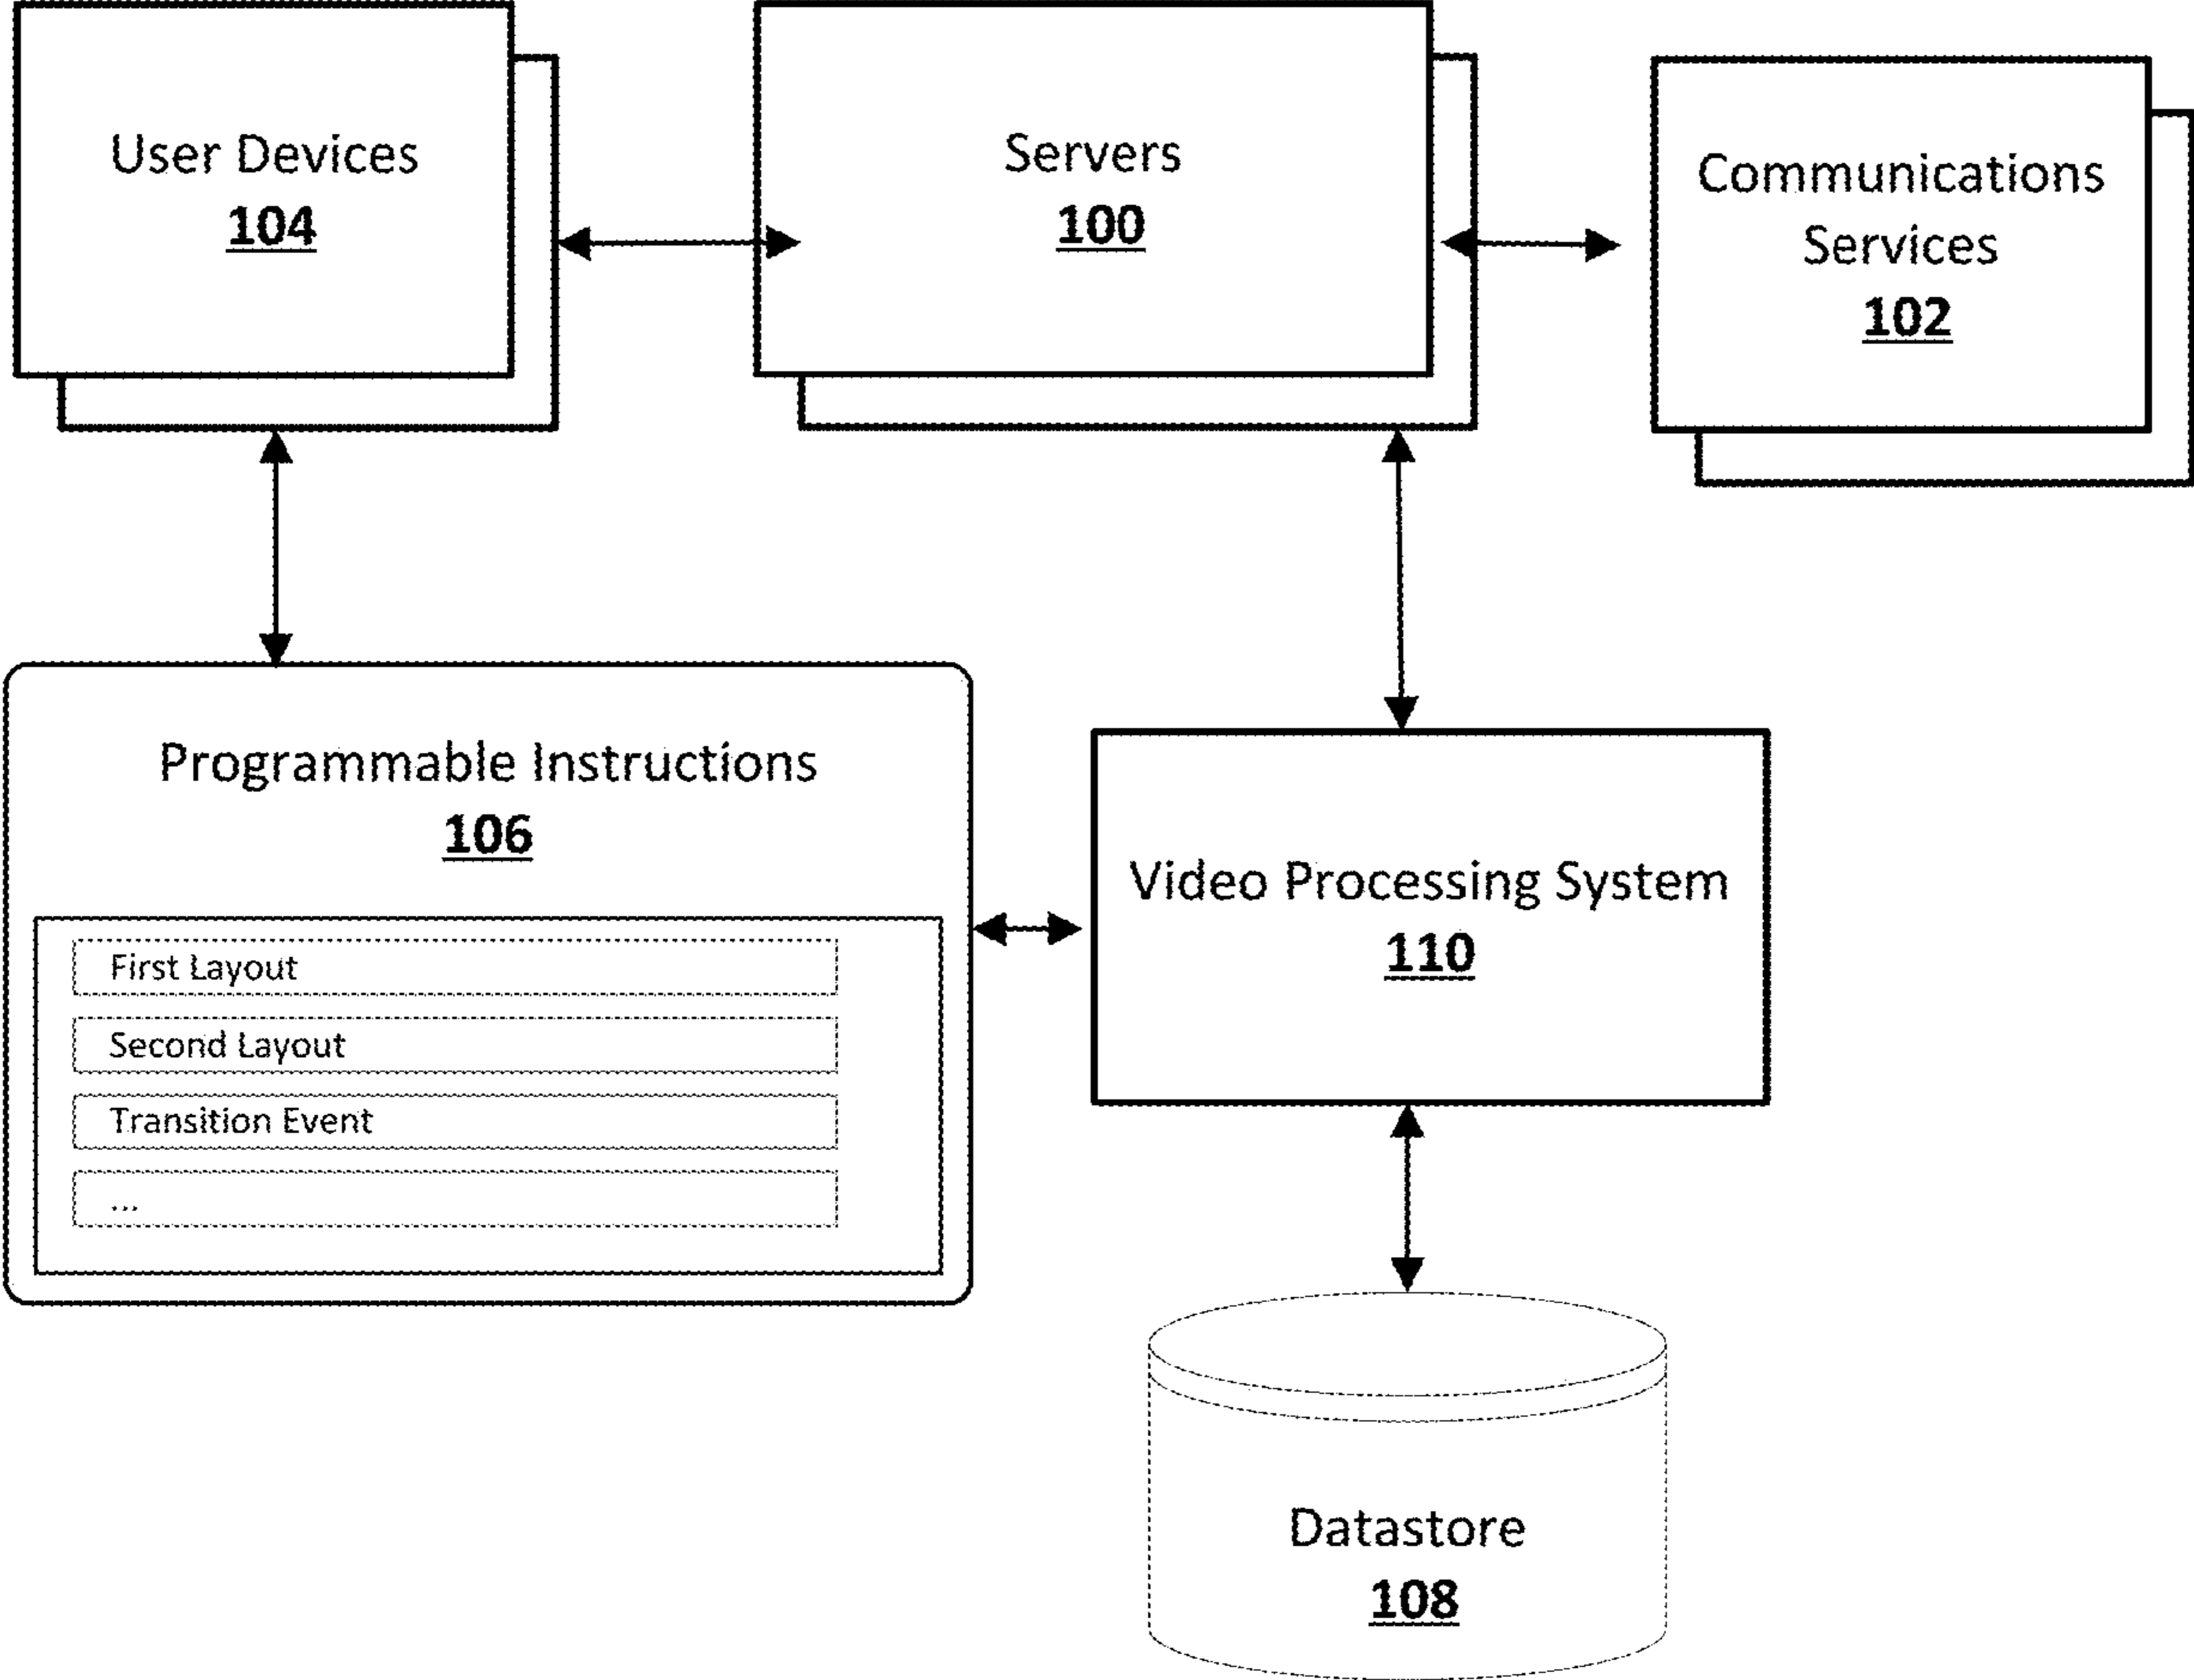 User Devices
104
Servers
100
Communications
Services
102
Programmable Instructions
106
First Layout
Second Layout
Transition Event
...
Video Processing System
110
Datastore
108